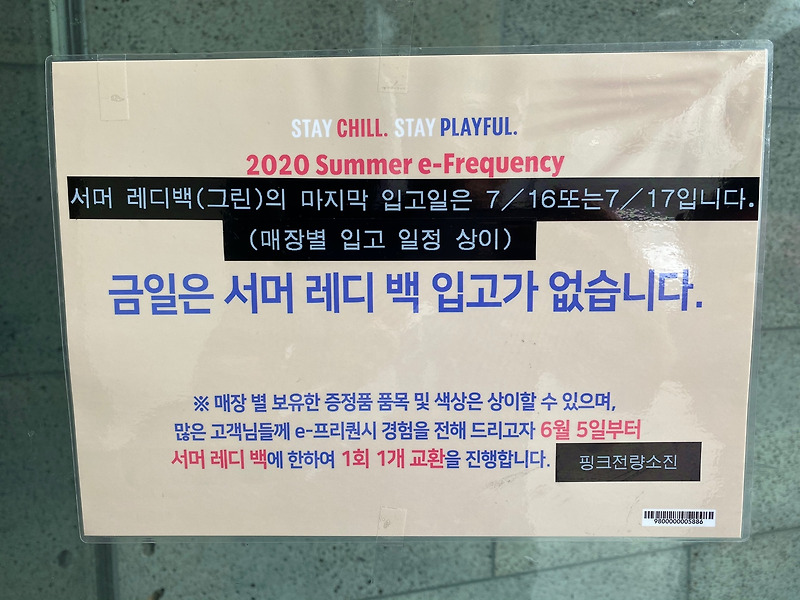 STAY CHILL. STAY PLAYFUL.
2020 Summer e-Frequency
서머 레디백(그린)의 마지막 입고일은 7/16또는7/17입니다.
(매장별 입고 일정 상이)
금일은 서머 레디 백 입고가 없습니다.
※ 매장 별 보유한 증정품 품목 및 색상은 상이할 수 있으며,
많은 고객님들께 e-프리퀀시 경험을 전해 드리고자 6월 5일부터
서머 레디 백에 한하여 1회 1개 교환을 진행합니다. 핑크전량소진
9800000005886